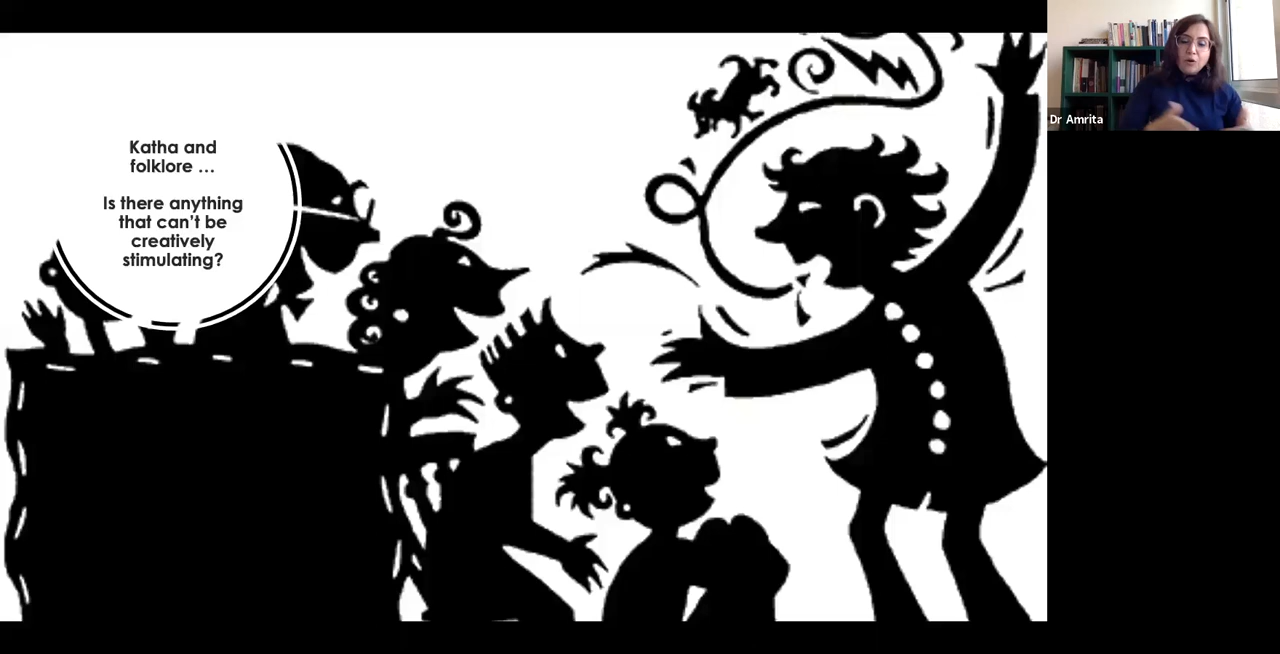 Katha and
folklore ...
Is there anything
that can't be
creatively
stimulating?
Dr Amrita